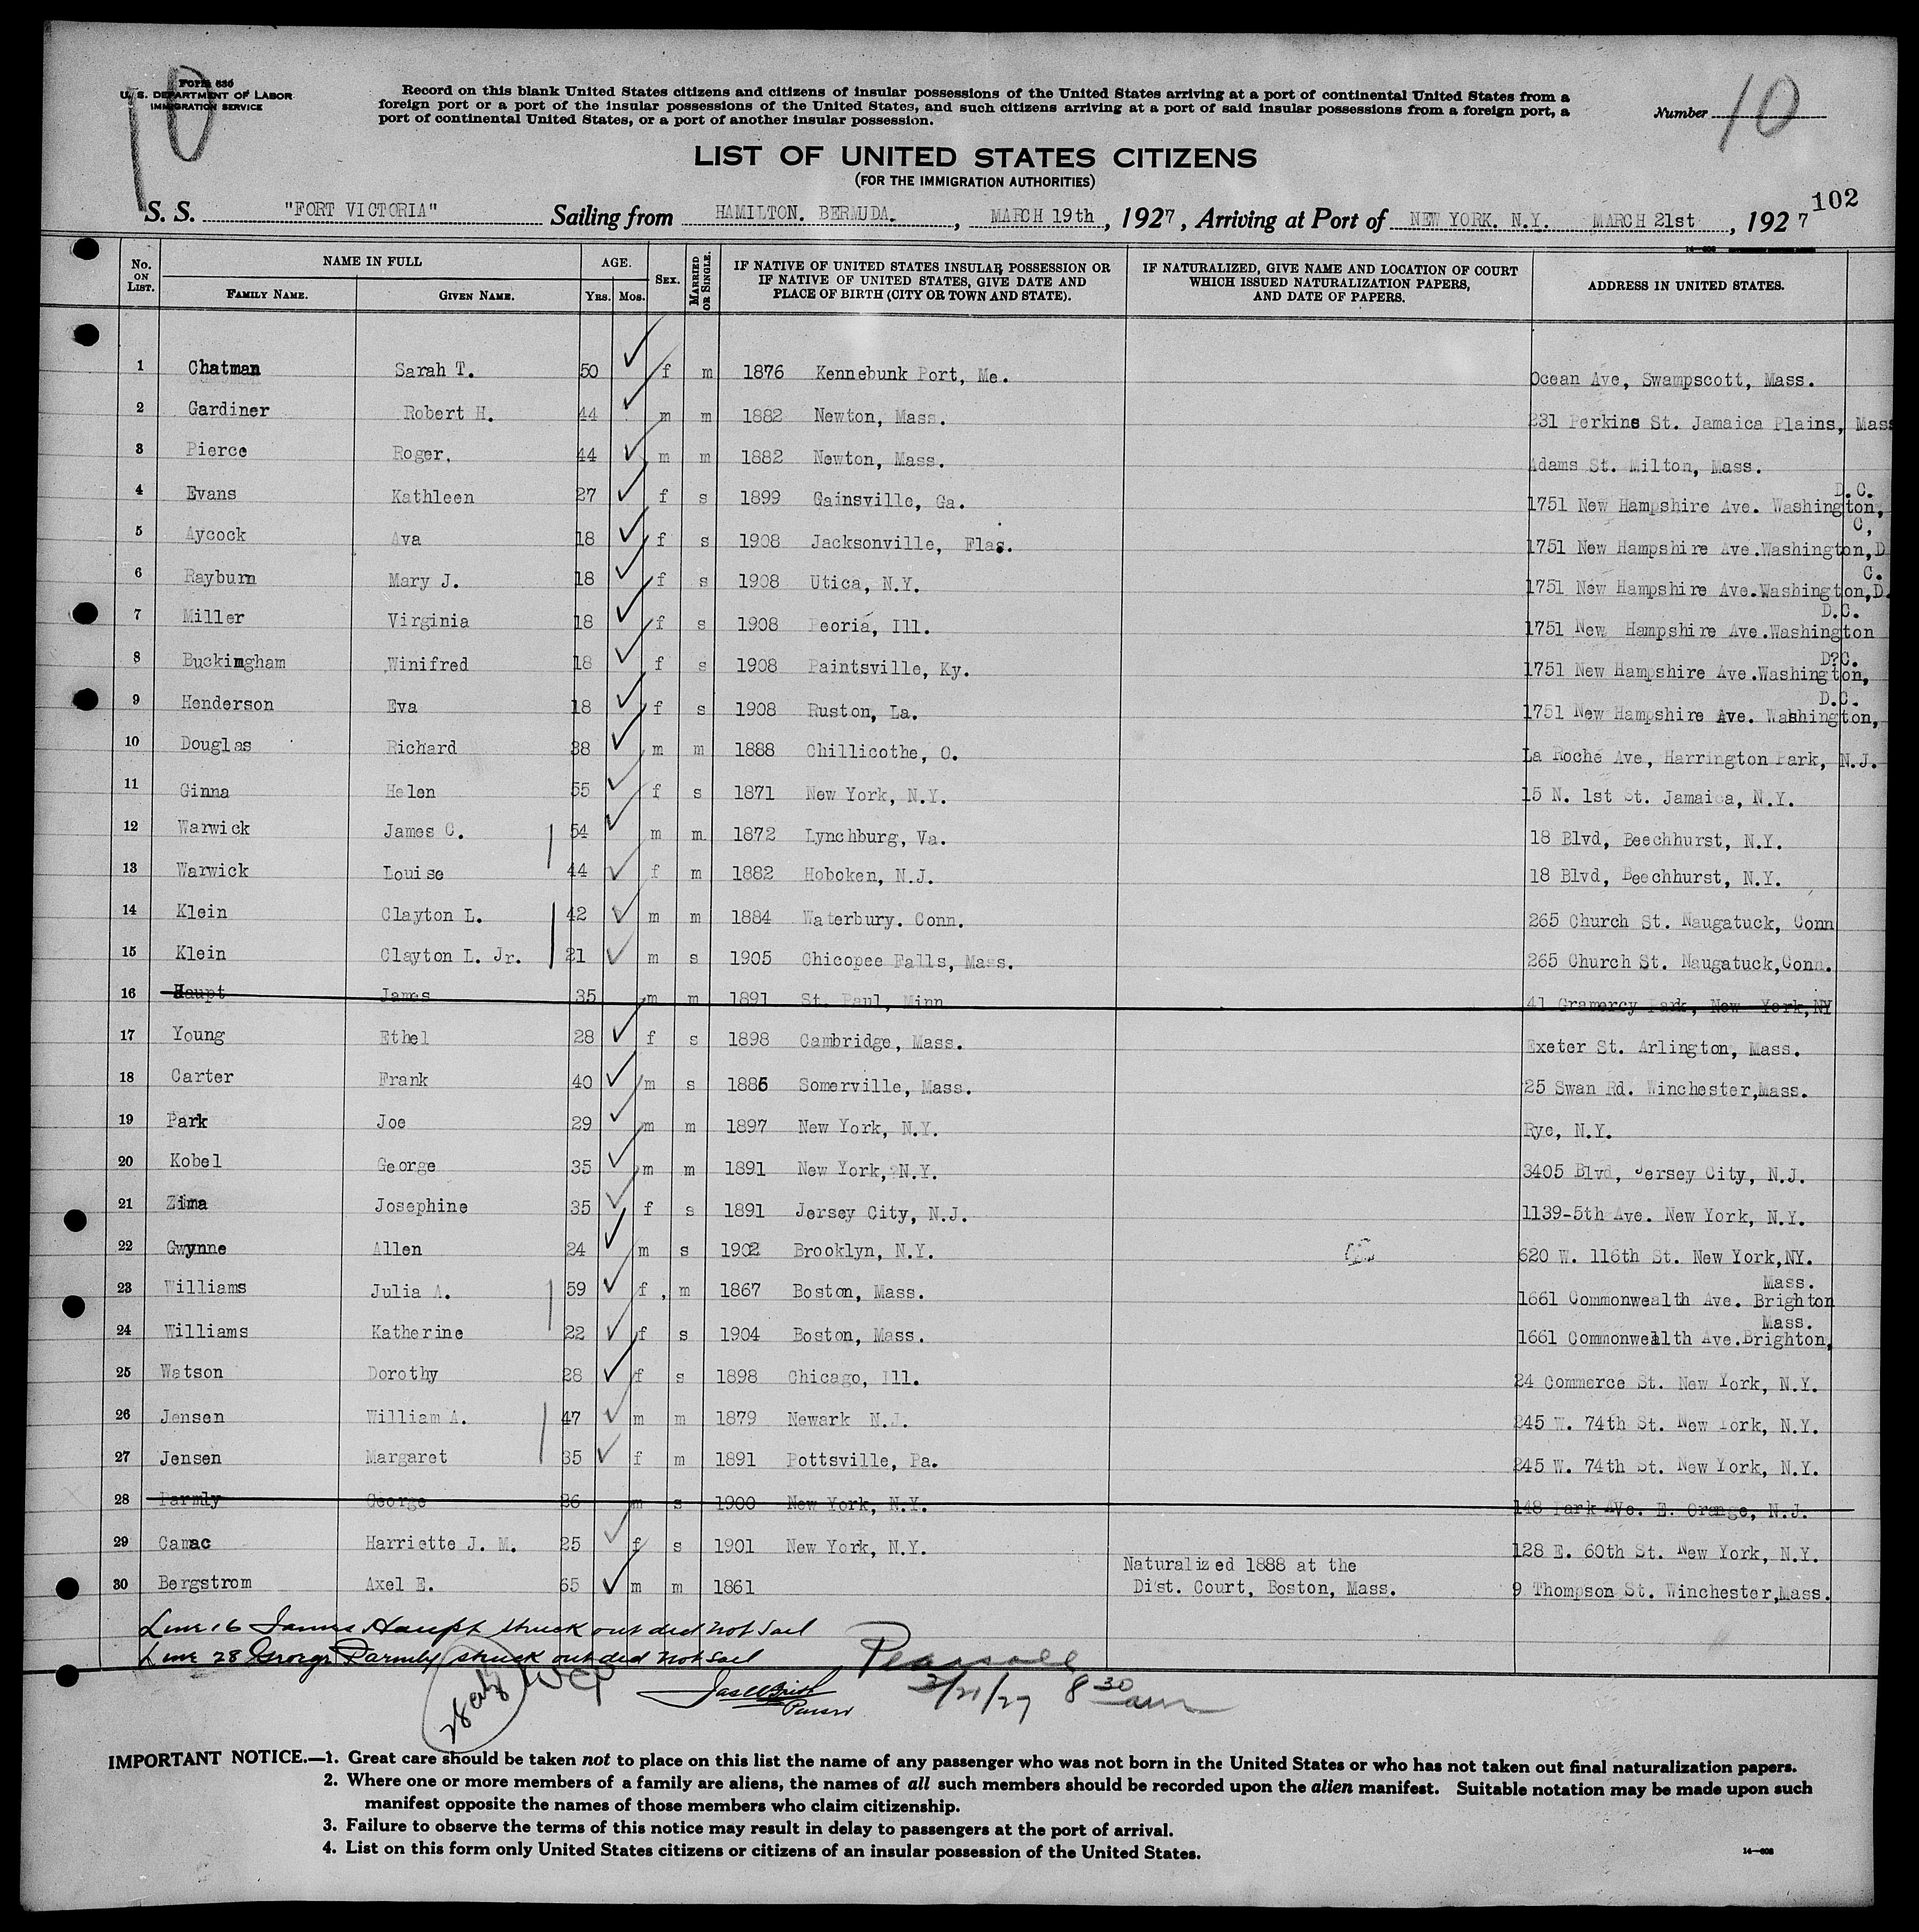 Form 630
U. S. DEPARTMENT OF LABOR
IMMIGRATION SERVICE
10
Record on this blank United States citizens and citizens of insular possessions of the United States arriving at a port of continental United States from a
foreign port or a port of the insular possessions of the United States, and such citizens arriving at a port of said insular possessions from a foreign port, a
port of continental United States, or a port of another insular possession.
Number 10
LIST OF UNITED STATES CITIZENS
(FOR THE IMMIGRATION AUTHORITIES)
102
S. S. "FORT VICTORIA" Sailing from HAMILTON. BERMUDA. , MARCH 19th , 1927 , Arriving at Port of NEW YORK. N.Y. MARCH 21st , 1927
No. ON LIST. NAME IN FULL FAMILY NAME. GIVEN NAME. AGE. YRS. MOS. SEX. MARRIED OR SINGLE. IF NATIVE OF UNITED STATES INSULAR POSSESSION OR IF NATIVE OF UNITED STATES, GIVE DATE AND PLACE OF BIRTH (CITY OR TOWN AND STATE). IF NATURALIZED, GIVE NAME AND LOCATION OF COURT WHICH ISSUED NATURALIZATION PAPERS, AND DATE OF PAPERS. ADDRESS IN UNITED STATES.
1 Chatman Sarah T. 50 f m 1876 Kennebunk Port, Me. Ocean Ave, Swampscott, Mass.
2 Gardiner Robert H. 44 m m 1882 Newton, Mass. 231 Perkins St. Jamaica Plains, Mass
3 Pierce Roger. 44 m m 1882 Newton, Mass. Adams St. Milton, Mass.
4 Evans Kathleen 27 f s 1899 Gainsville, Ga. 1751 New Hampshire Ave. Washington, D.C.
5 Aycock Ava 18 f s 1908 Jacksonville, Fla. 1751 New Hampshire Ave.Washington,D C,
6 Rayburn Mary J. 18 f s 1908 Utica, N.Y. 1751 New Hampshire Ave.Washington,D. C.
7 Miller Virginia 18 f s 1908 Peoria, Ill. 1751 New Hampshire Ave.Washington D.C.
8 Buckingham Winifred 18 f s 1908 Paintsville, Ky. 1751 New Hampshire Ave.Washington, D?C.
9 Henderson Eva 18 f s 1908 Ruston, La. 1751 New Hampshire Ave. Wahhington, D.C.
10 Douglas Richard 38 m m 1888 Chillicothe, O. La Roche Ave, Harrington Park, N.J.
11 Ginna Helen 55 f s 1871 New York, N.Y. 15 N. 1st St. Jamaica, N.Y.
12 Warwick James C. 54 m m 1872 Lynchburg, Va. 18 Blvd, Beechhurst, N.Y.
13 Warwick Louise 44 f m 1882 Hoboken, N.J. 18 Blvd, Beechhurst, N.Y.
14 Klein Clayton L. 42 m m 1884 Waterbury. Conn. 265 Church St. Naugatuck, Conn
15 Klein Clayton L. Jr. 21 m s 1905 Chicopee Falls, Mass. 265 Church St. Naugatuck,Conn.
16 Haupt James 35 m m 1891 St. Paul, Minn 41 Gramercy Park, New York,NY
17 Young Ethel 28 f s 1898 Cambridge, Mass. Exeter St. Arlington, Mass.
18 Carter Frank 40 m s 1886 Somerville, Mass. 25 Swan Rd. Winchester,Mass.
19 Park Joe 29 m m 1897 New York, N.Y. Rye, N.Y.
20 Kobel George 35 m m 1891 New York, N.Y. 3405 Blvd, Jersey City, N.J.
21 Zima Josephine 35 f s 1891 Jersey City, N.J. 1139-5th Ave. New York, N.Y.
22 Gwynne Allen 24 m s 1902 Brooklyn, N.Y. 620 W. 116th St. New York,NY.
23 Williams Julia A. 59 f m 1867 Boston, Mass. 1661 Commonwealth Ave. Brighton Mass.
24 Williams Katherine 22 f s 1904 Boston, Mass. 1661 Commonwealth Ave.Brighton, Mass.
25 Watson Dorothy 28 f s 1898 Chicago, Ill. 24 Commerce St. New York, N.Y.
26 Jensen William A. 47 m m 1879 Newark N.J. 245 W. 74th St. New York, N.Y.
27 Jensen Margaret 35 f m 1891 Pottsville, Pa. 245 W. 74th St. New York, N.Y.
28 Parmly George 26 m s 1900 New York, N.Y. 148 Park AVe. E. Orange, N.J.
29 Camac Harriette J. M. 25 f s 1901 New York, N.Y. 128 E. 60th St. New York, N.Y.
30 Bergstrom Axel E. 65 m m 1861 Naturalized 1888 at the Dist. Court, Boston, Mass. 9 Thompson St. Winchester,Mass.
Line 16 James Haupt struck out did not sail
Line 28 George Parmly struck out did not sail
Pearsall
3/21/27 8 30 am
Purser
IMPORTANT NOTICE.—1. Great care should be taken not to place on this list the name of any passenger who was not born in the United States or who has not taken out final naturalization papers.
2. Where one or more members of a family are aliens, the names of all such members should be recorded upon the alien manifest. Suitable notation may be made upon such
manifest opposite the names of those members who claim citizenship.
3. Failure to observe the terms of this notice may result in delay to passengers at the port of arrival.
4. List on this form only United States citizens or citizens of an insular possession of the United States.
14—608